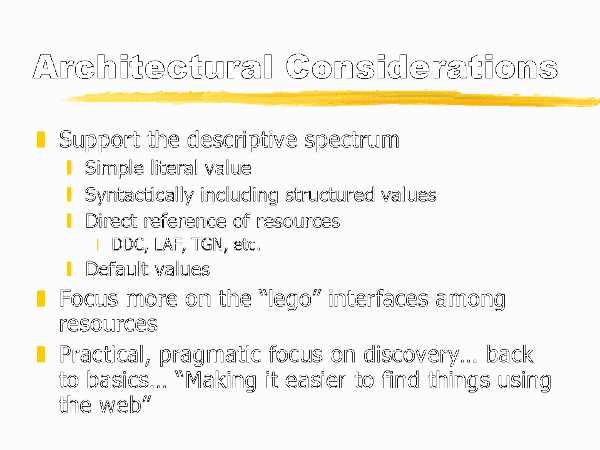 Architectural Considerations
Support the descriptive spectrum
Simple literal value
Syntactically including structured values
Direct reference of resources
DDC, LAF, TGN, etc.
Default values
Focus more on the “lego” interfaces among
resources
Practical, pragmatic focus on discovery... back
to basics... “Making it easier to find things using
the web”